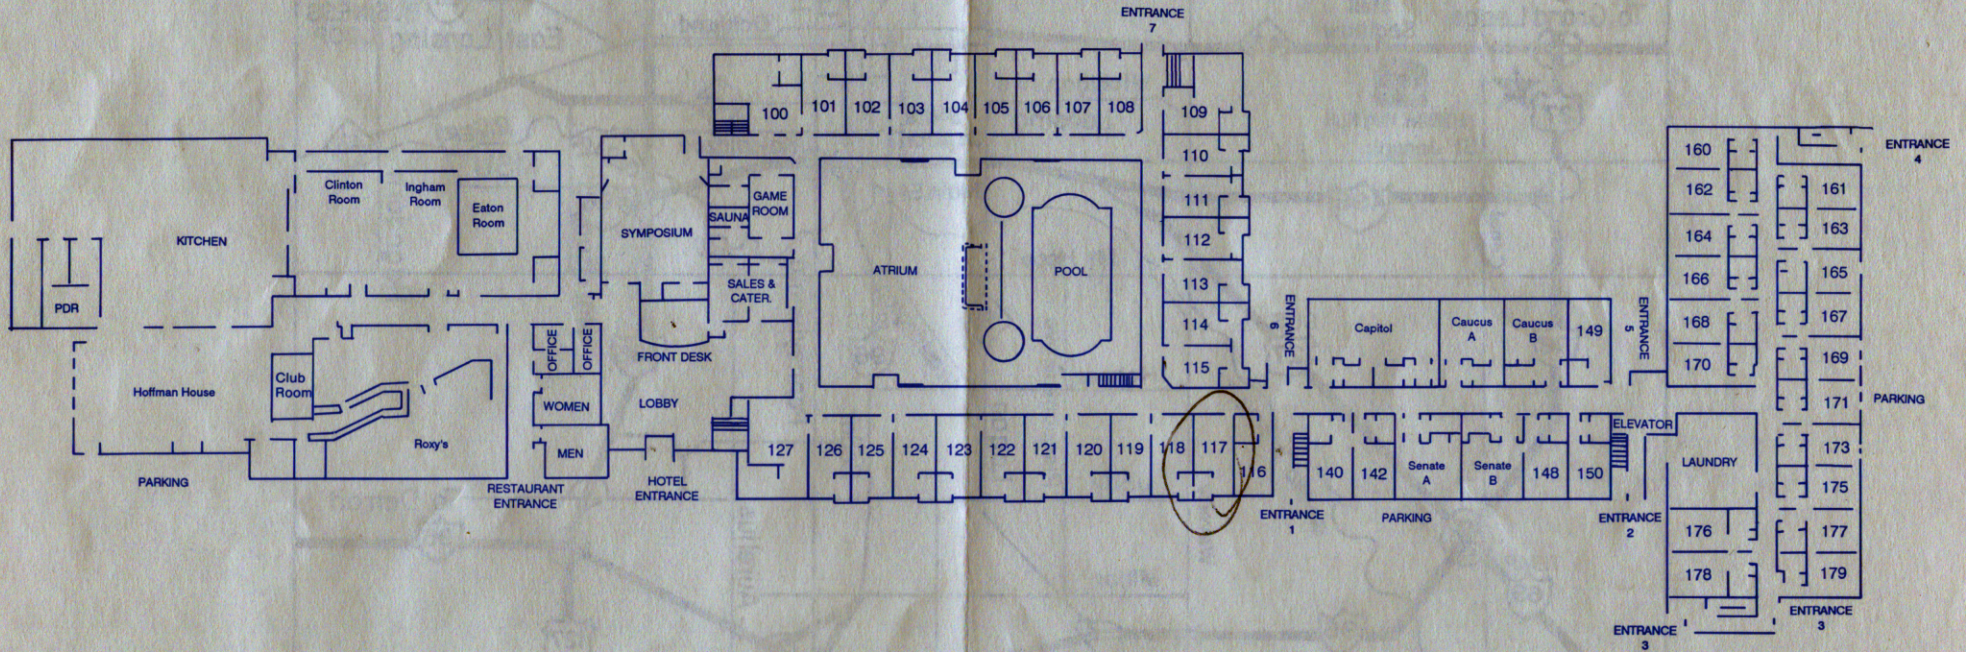 ENTRANCE
7
100
101
102
103
104
105
106
107
108
109
110
111
112
113
114
115
ENTRANCE
4
KITCHEN
Clinton
Room
Ingham
Room
Eaton
Room
PDR
SYMPOSIUM
SAUNA
GAME
ROOM
SALES &
CATER.
ATRIUM
POOL
OFFICE
OFFICE
FRONT DESK
Hoffman House
Club
Room
Roxy's
WOMEN
MEN
LOBBY
PARKING
RESTAURANT
ENTRANCE
HOTEL
ENTRANCE
127
126
125
124
123
122
121
120
119
118
117
116
ENTRANCE
6
Capitol
Caucus
A
Caucus
B
149
ENTRANCE
5
140
142
Senate
A
Senate
B
148
150
ENTRANCE
1
PARKING
ENTRANCE
2
ELEVATOR
LAUNDRY
160
162
164
166
168
170
176
178
161
163
165
167
169
171
173
175
177
179
PARKING
ENTRANCE
3
ENTRANCE
3